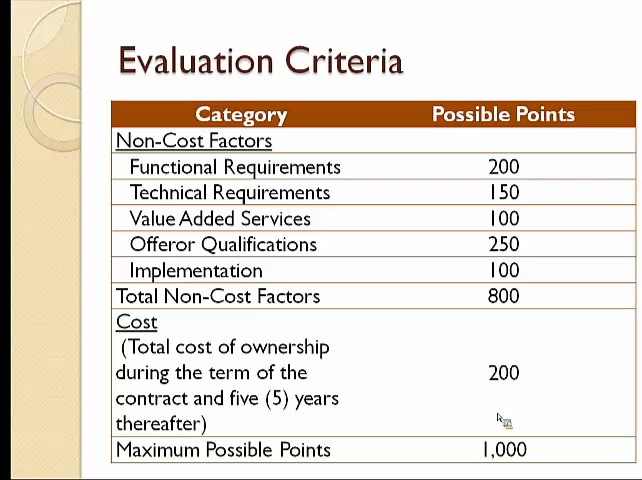 Evaluation Criteria
Category Possible Points
Non-Cost Factors
Functional Requirements 200
Technical Requirements 150
Value Added Services 100
Offeror Qualifications 250
Implementation 100
Total Non-Cost Factors 800
Cost
(Total cost of ownership
during the term of the 200
contract and five (5) years
thereafter)
Maximum Possible Points 1,000